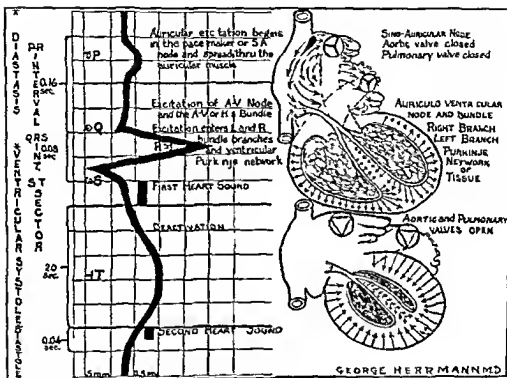 *
DIASTASIS
PR INTERVAL
0.16 sec.
P
Auricular excitation begins
in the pace maker or S A
node and spreads thru the
auricular muscle
Q
Excitation of A-V Node
and the A-V or His Bundle
QRS INT.
0.08 sec
R
Excitation enters L and R
bundle branches
and ventricular
Purkinje network
S
FIRST HEART SOUND
*VENTRICULAR SYSTOLE
ST SECTOR
DEACTIVATION
T
SECOND HEART SOUND
0.04 sec.
DIASTOLE
5mm
SINO-AURICULAR NODE
Aortic valve closed
Pulmonary valve closed
AURICULO VENTRICULAR
NODE AND BUNDLE
RIGHT BRANCH
LEFT BRANCH
PURKINJE
NETWORK
OF
TISSUE
AORTIC AND PULMONARY
VALVES OPEN
GEORGE HERRMANN M.D.